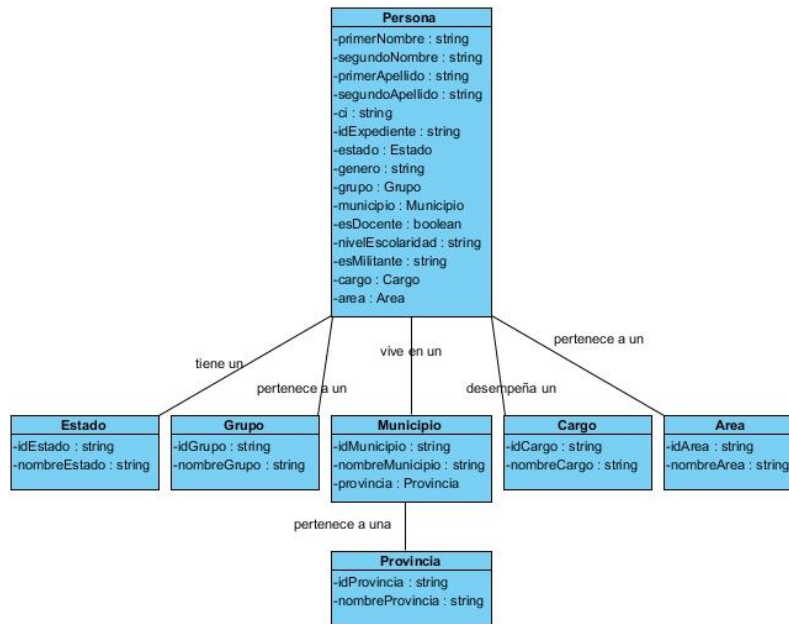 Persona
-primerNombre : string
-segundoNombre : string
-primerApellido : string
-segundoApellido : string
-ci : string
-idExpediente : string
-estado : Estado
-genero : string
-grupo : Grupo
-municipio : Municipio
-esDocente : boolean
-nivelEscolaridad : string
-esMilitante : string
-cargo : Cargo
-area : Area
tiene un
pertenece a un
vive en un
desempeña un
pertenece a un
Estado
-idEstado : string
-nombreEstado : string
Grupo
-idGrupo : string
-nombreGrupo : string
Municipio
-idMunicipio : string
-nombreMunicipio : string
-provincia : Provincia
Cargo
-idCargo : string
-nombreCargo : string
Area
-idArea : string
-nombreArea : string
pertenece a una
Provincia
-idProvincia : string
-nombreProvincia : string